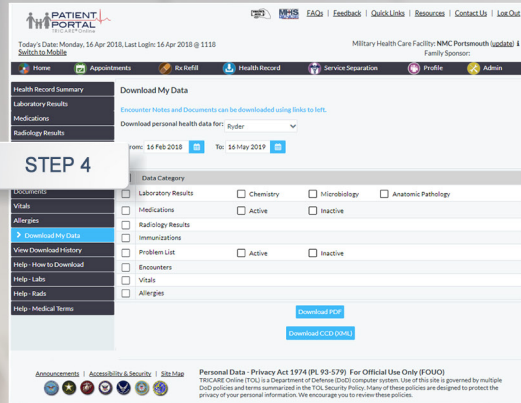 PATIENT
PORTAL
TRICARE® Online
MHS
FAQs | Feedback | Quick Links | Resources | Contact Us | Log Out
Today's Date: Monday, 16 Apr 2018, Last Login: 16 Apr 2018 @ 1118
Military Health Care Facility: NMC Portsmouth (update)
Switch to Mobile
Family Sponsor:
Home
Appointments
Rx Refill
Health Record
Service Separation
Profile
Admin
Health Record Summary
Laboratory Results
Medications
Radiology Results
STEP 4
Documents
Vitals
Allergies
Download My Data
View Download History
Help - How to Download
Help - Labs
Help - Rads
Help - Medical Terms
Download My Data
Encounter Notes and Documents can be downloaded using links to left.
Download personal health data for: Ryder
From: 16 Feb 2018 To: 16 May 2019
Data Category
Laboratory Results Chemistry Microbiology Anatomic Pathology
Medications Active Inactive
Radiology Results
Immunizations
Problem List Active Inactive
Encounters
Vitals
Allergies
Download PDF
Download CCD (XML)
Announcements | Accessibility & Security | Site Map
Personal Data - Privacy Act 1974 (PL 93-579) For Official Use Only (FOUO)
TRICARE Online (TOL) is a Department of Defense (DoD) computer system. Use of this site is governed by multiple
DoD policies and terms summarized in the TOL Security Policy. Many of these policies are designed to protect the
privacy of your personal information. We encourage you to review these policies.